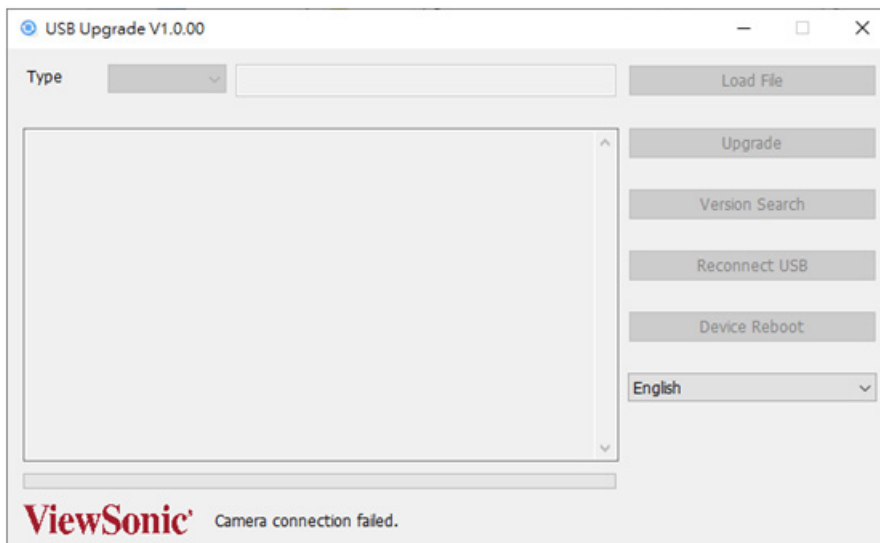 USB Upgrade V1.0.00
Type
Load File
Upgrade
Version Search
Reconnect USB
Device Reboot
English
ViewSonic
Camera connection failed.